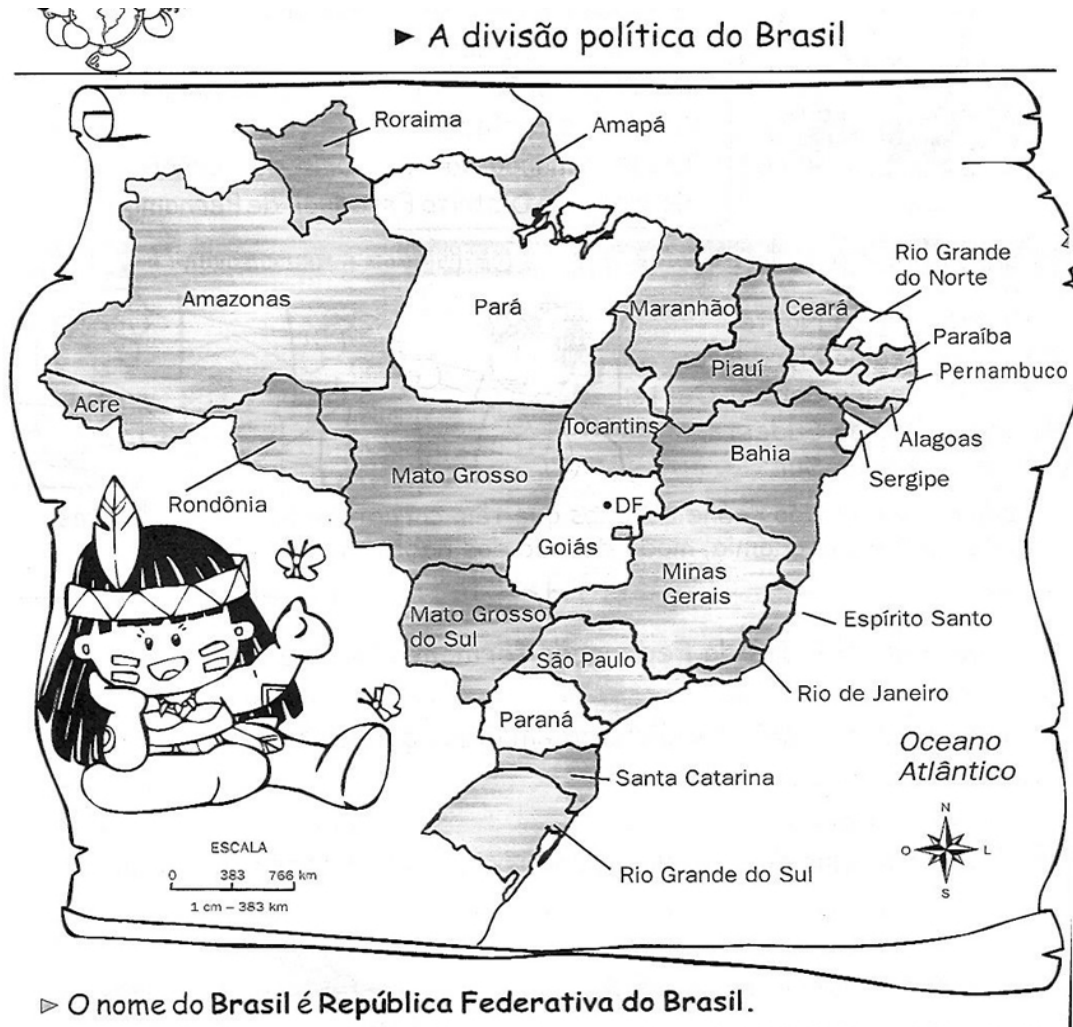 ► A divisão política do Brasil
Roraima
Amapá
Rio Grande
do Norte
Amazonas
Pará
Maranhão
Ceará
Paraíba
Piauí
Pernambuco
Acre
Tocantins
Bahia
Alagoas
Mato Grosso
Sergipe
Rondônia
DF
Goiás
Minas
Gerais
Mato Grosso
do Sul
Espírito Santo
São Paulo
Rio de Janeiro
Paraná
Oceano
Atlântico
Santa Catarina
N
ESCALA
O
L
0 383 766 km
Rio Grande do Sul
S
1 cm – 383 km
▻ O nome do Brasil é República Federativa do Brasil.